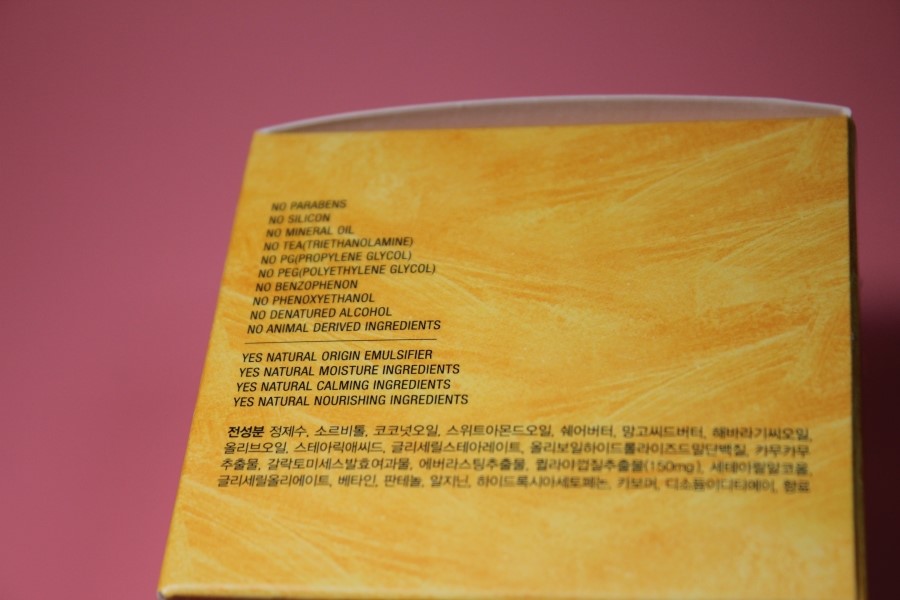 NO PARABENS
NO SILICON
NO MINERAL OIL
NO TEA(TRIETHANOLAMINE)
NO PG(PROPYLENE GLYCOL)
NO PEG(POLYETHYLENE GLYCOL)
NO BENZOPHENON
NO PHENOXYETHANOL
NO DENATURED ALCOHOL
NO ANIMAL DERIVED INGREDIENTS
YES NATURAL ORIGIN EMULSIFIER
YES NATURAL MOISTURE INGREDIENTS
YES NATURAL CALMING INGREDIENTS
YES NATURAL NOURISHING INGREDIENTS
전성분 정제수, 소르비톨, 코코넛오일, 스위트아몬드오일, 쉐어버터, 망고씨드버터, 해바라기씨오일,
올리브오일, 스테아릭애씨드, 글리세릴스테아레이트, 올리보일하이드롤라이즈드밀단백질, 카무카무
추출물, 갈락토미세스발효여과물, 에버라스팅추출물, 퀼라야껍질추출물(150mg), 세테아릴알코올,
글리세릴올리에이트, 베타인, 판테놀, 알지닌, 하이드록시아세토페논, 카보머, 디소듐이디티에이, 향료